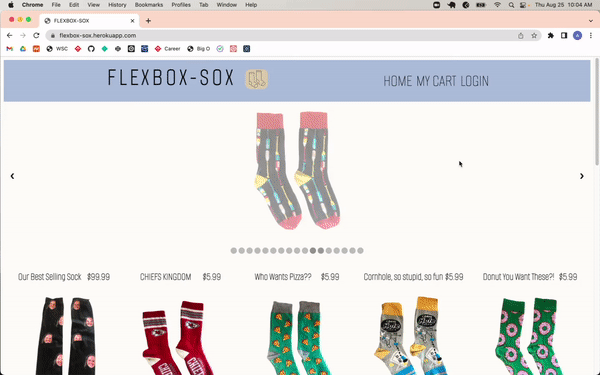 Chrome File Edit View History Bookmarks Profiles Tab Window Help Thu Aug 25 10:04 AM
FLEXBOX-SOX
flexbox-sox.herokuapp.com
WSC Career Big O
FLEXBOX-SOX HOME MY CART LOGIN
Our Best Selling Sock $99.99 CHIEFS KINGDOM $5.99 Who Wants Pizza?? $5.99 Cornhole, so stupid, so fun $5.99 Donut You Want These?! $5.99
CHIEFS CHIEFS